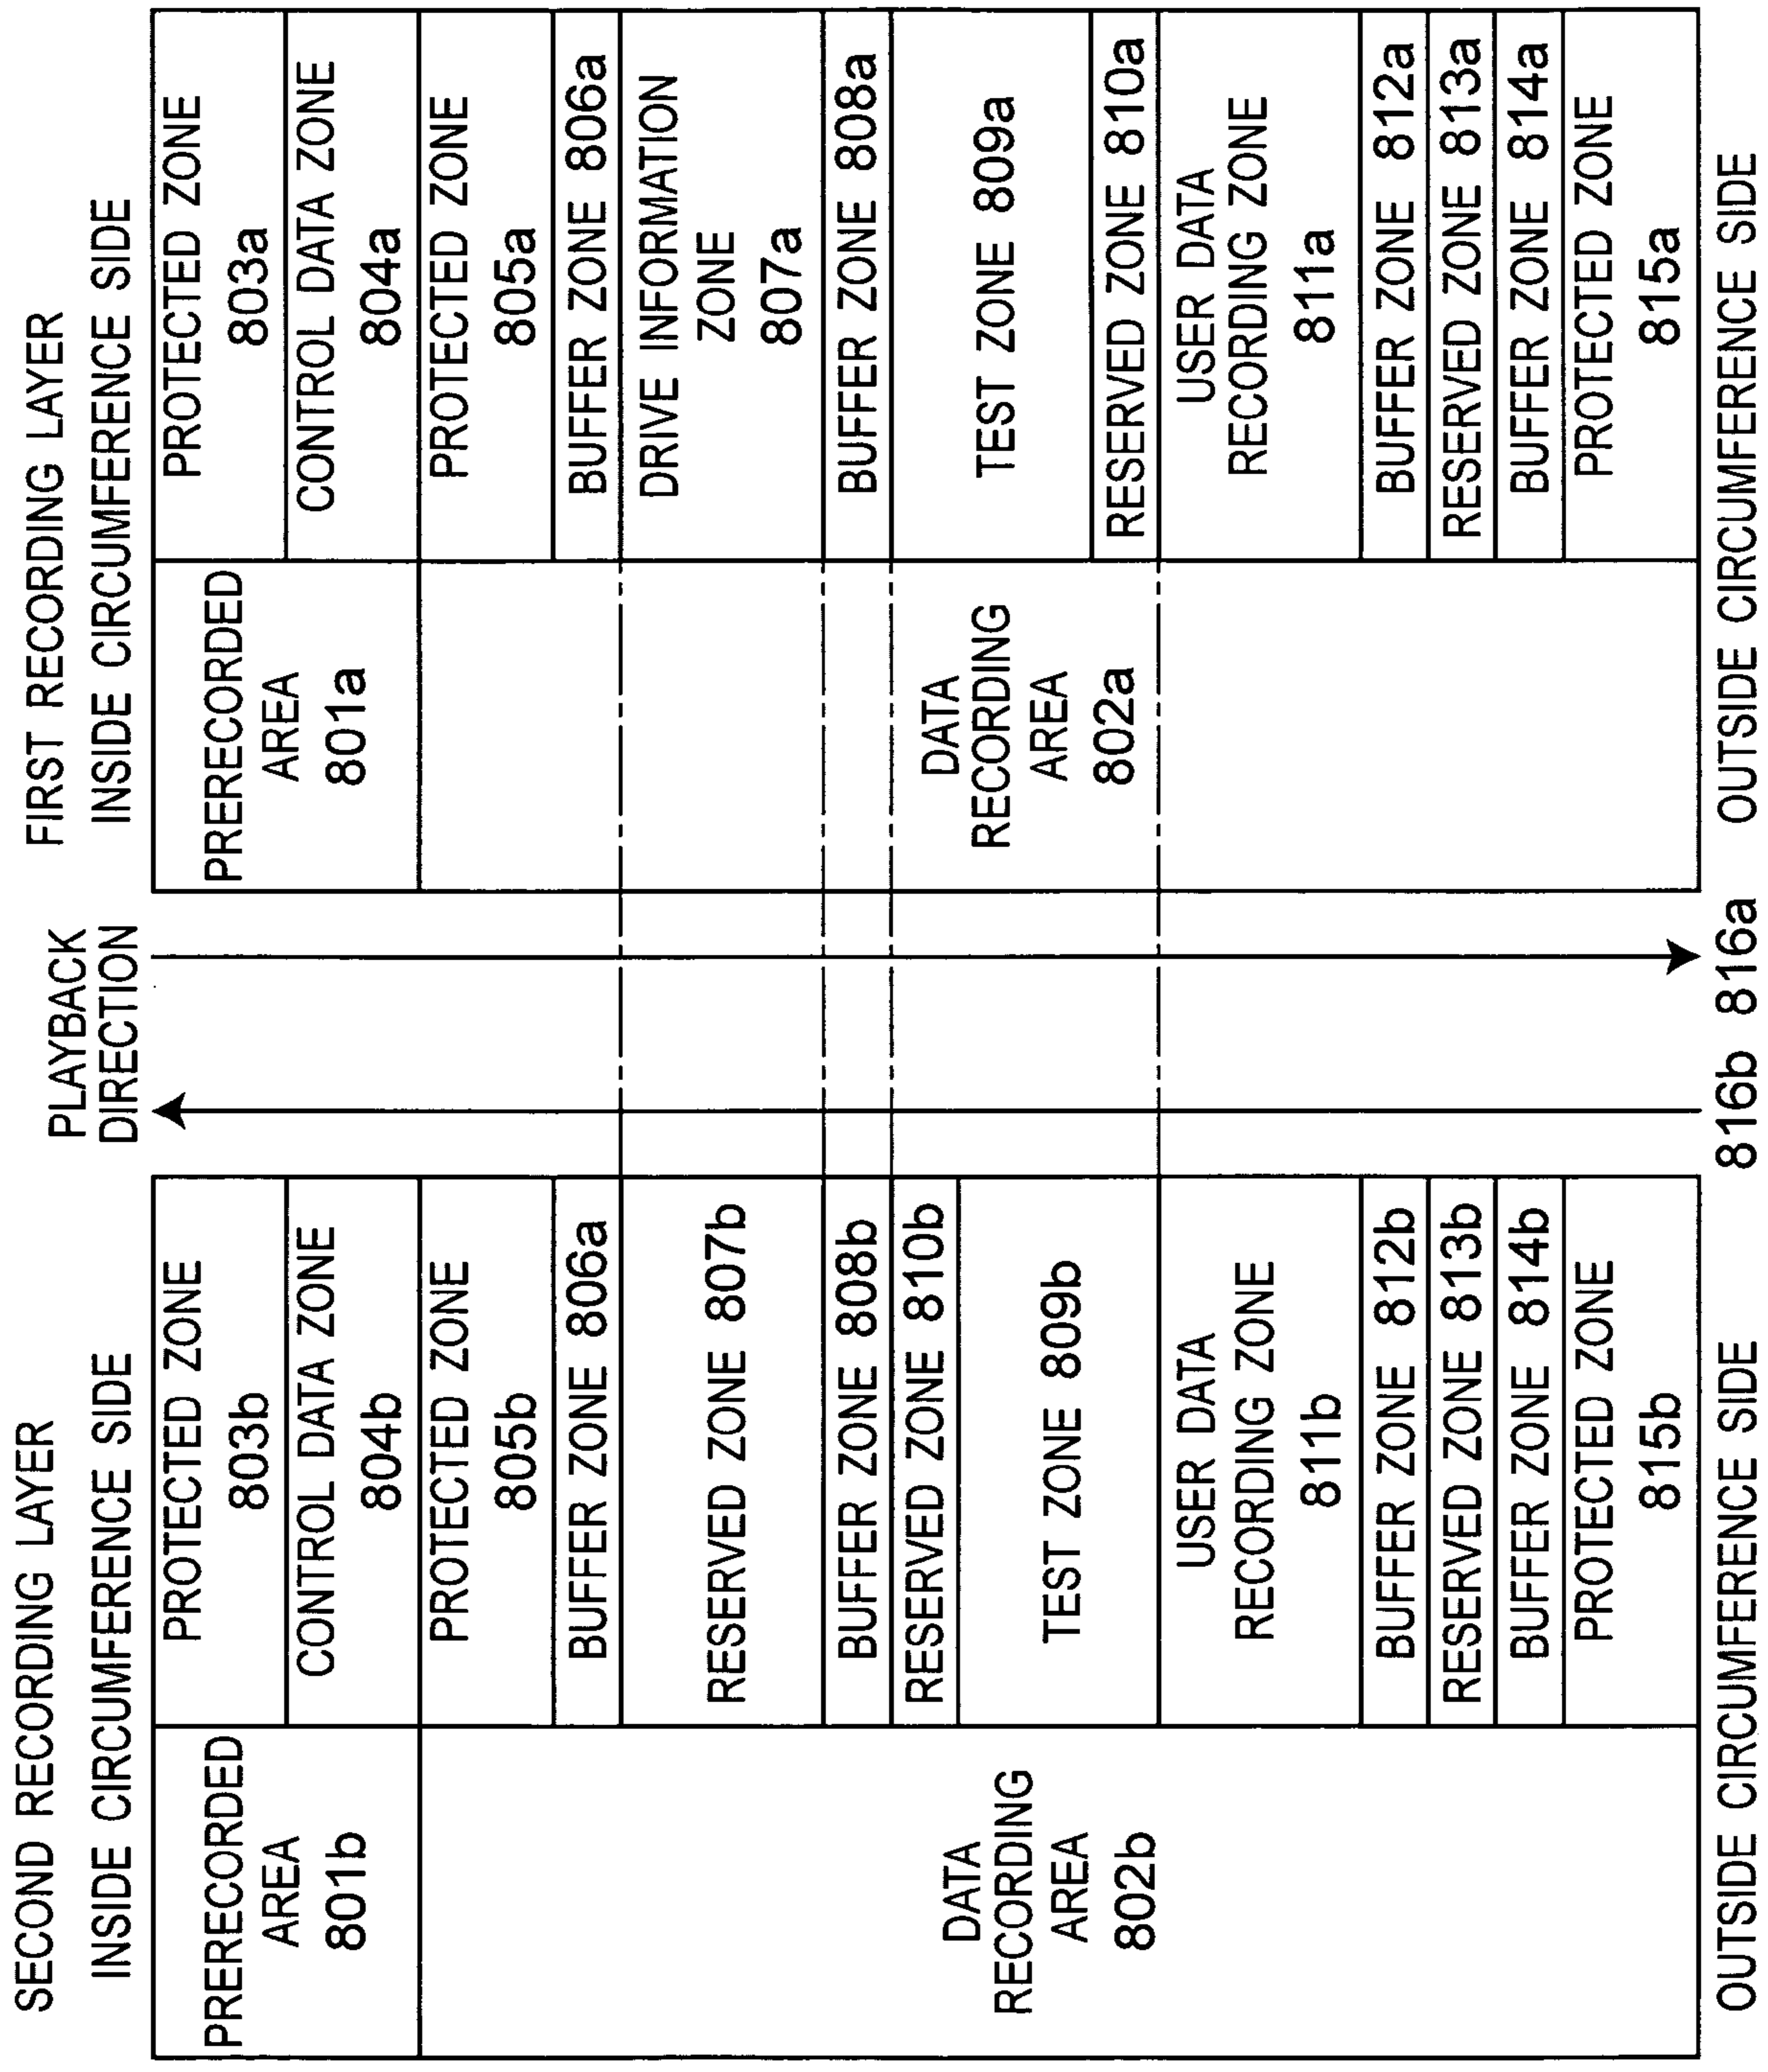 FIRST RECORDING LAYER
INSIDE CIRCUMFERENCE SIDE
PRERECORDED
AREA
801a
PROTECTED ZONE
803a
CONTROL DATA ZONE
804a
DATA
RECORDING
AREA
802a
PROTECTED ZONE
805a
BUFFER ZONE 806a
DRIVE INFORMATION
ZONE
807a
BUFFER ZONE 808a
TEST ZONE 809a
RESERVED ZONE 810a
USER DATA
RECORDING ZONE
811a
BUFFER ZONE 812a
RESERVED ZONE 813a
BUFFER ZONE 814a
PROTECTED ZONE
815a
OUTSIDE CIRCUMFERENCE SIDE
PLAYBACK
DIRECTION
816b 816a
SECOND RECORDING LAYER
INSIDE CIRCUMFERENCE SIDE
PRERECORDED
AREA
801b
PROTECTED ZONE
803b
CONTROL DATA ZONE
804b
DATA
RECORDING
AREA
802b
PROTECTED ZONE
805b
BUFFER ZONE 806a
RESERVED ZONE 807b
BUFFER ZONE 808b
RESERVED ZONE 810b
TEST ZONE 809b
USER DATA
RECORDING ZONE
811b
BUFFER ZONE 812b
RESERVED ZONE 813b
BUFFER ZONE 814b
PROTECTED ZONE
815b
OUTSIDE CIRCUMFERENCE SIDE